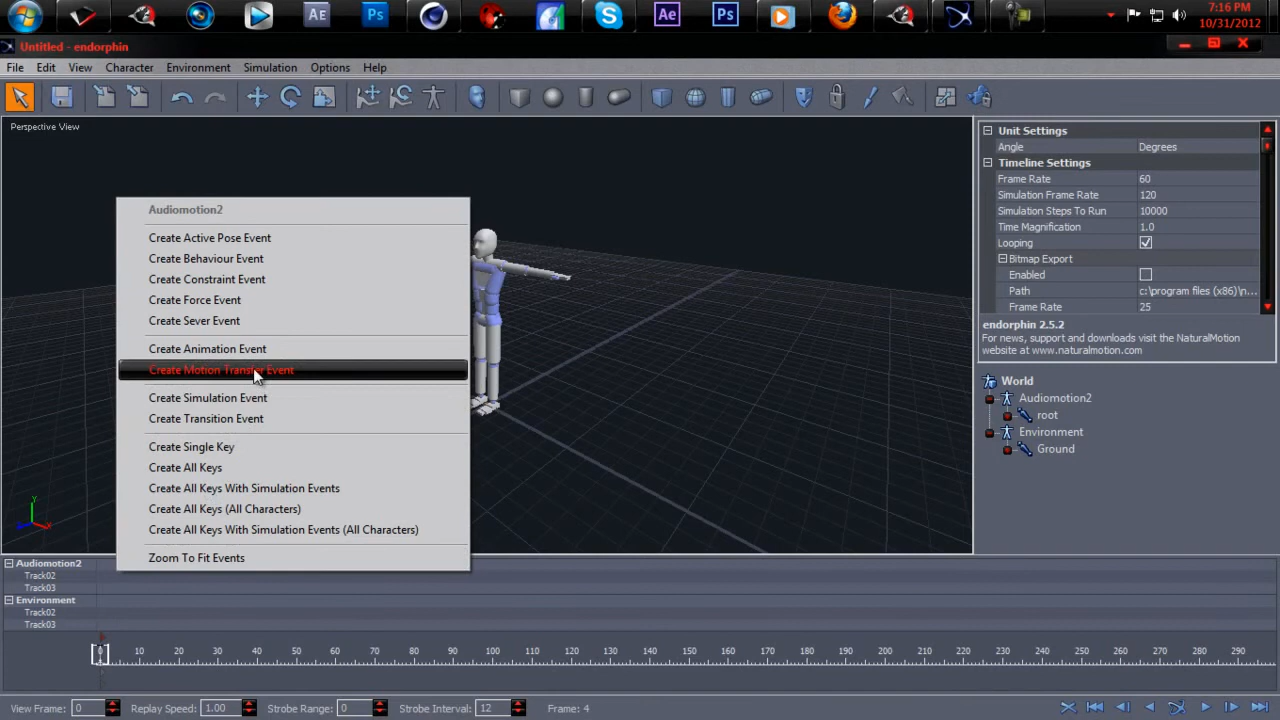 AE
Ps
Ae
Ps
7:16 PM
10/31/2012
Untitled - endorphin
File Edit View Character Environment Simulation Options Help
Perspective View
Audiomotion2
Create Active Pose Event
Create Behaviour Event
Create Constraint Event
Create Force Event
Create Sever Event
Create Animation Event
Create Motion Transfer Event
Create Simulation Event
Create Transition Event
Create Single Key
Create All Keys
Create All Keys With Simulation Events
Create All Keys (All Characters)
Create All Keys With Simulation Events (All Characters)
Zoom To Fit Events
Unit Settings
Angle Degrees
Timeline Settings
Frame Rate 60
Simulation Frame Rate 120
Simulation Steps To Run 10000
Time Magnification 1.0
Looping
Bitmap Export
Enabled
Path c:\program files (x86)\n...
Frame Rate 25
endorphin 2.5.2
For news, support and downloads visit the NaturalMotion
website at www.naturalmotion.com
World
Audiomotion2
root
Environment
Ground
Audiomotion2
Track02
Track03
Environment
Track02
Track03
0 10 20 30 40 50 60 70 80 90 100 110 120 130 140 150 160 170 180 190 200 210 220 230 240 250 260 270 280 290
View Frame: 0 Replay Speed: 1.00 Strobe Range: 0 Strobe Interval: 12 Frame: 4